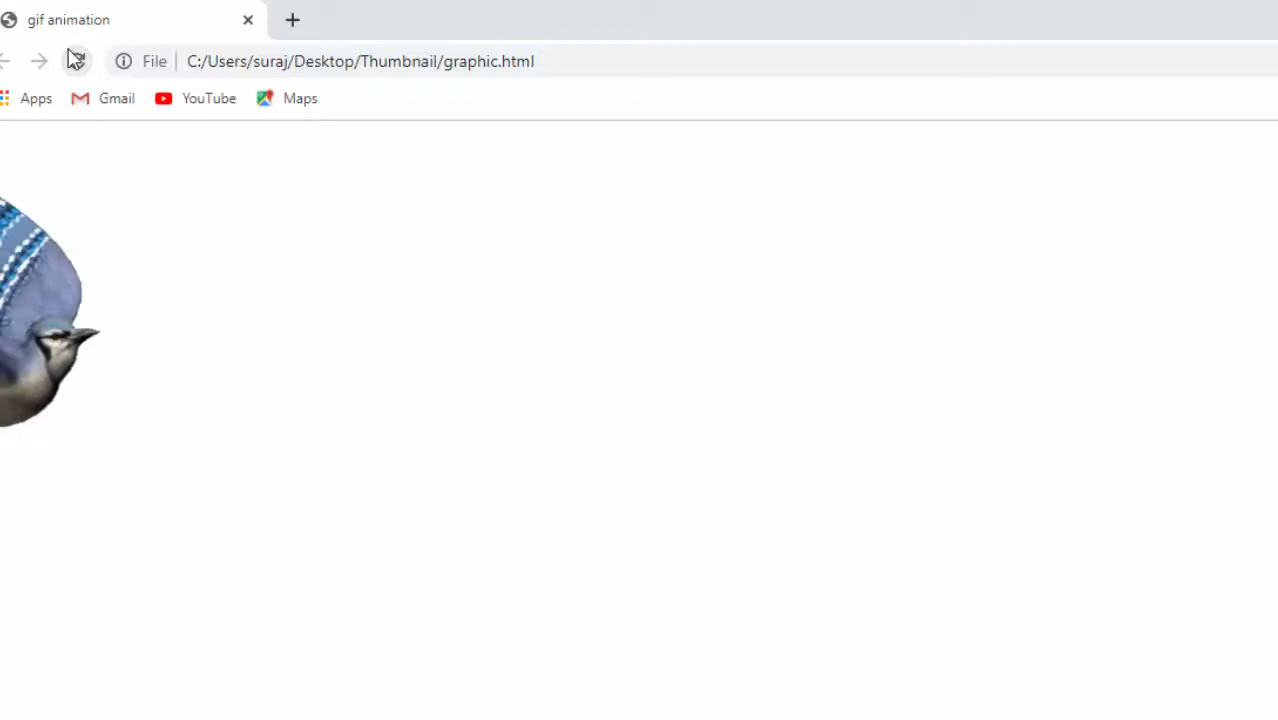 gif animation
File C:/Users/suraj/Desktop/Thumbnail/graphic.html
Apps Gmail YouTube Maps